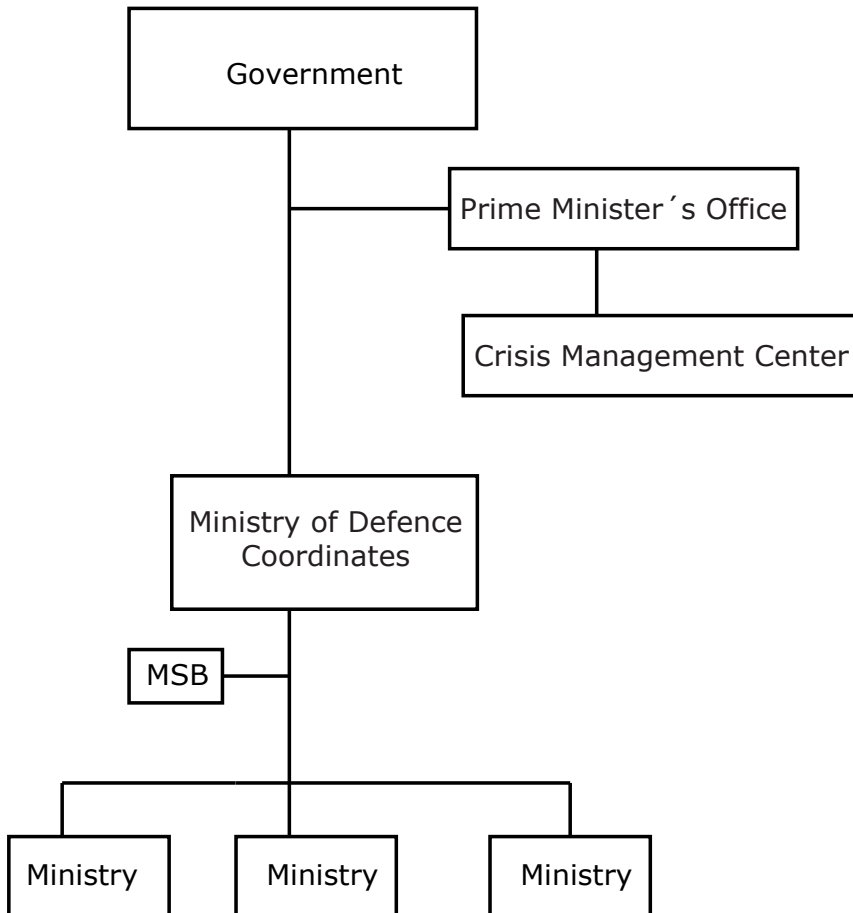 Government
Prime Minister´s Office
Crisis Management Center
Ministry of Defence
Coordinates
MSB
Ministry
Ministry
Ministry